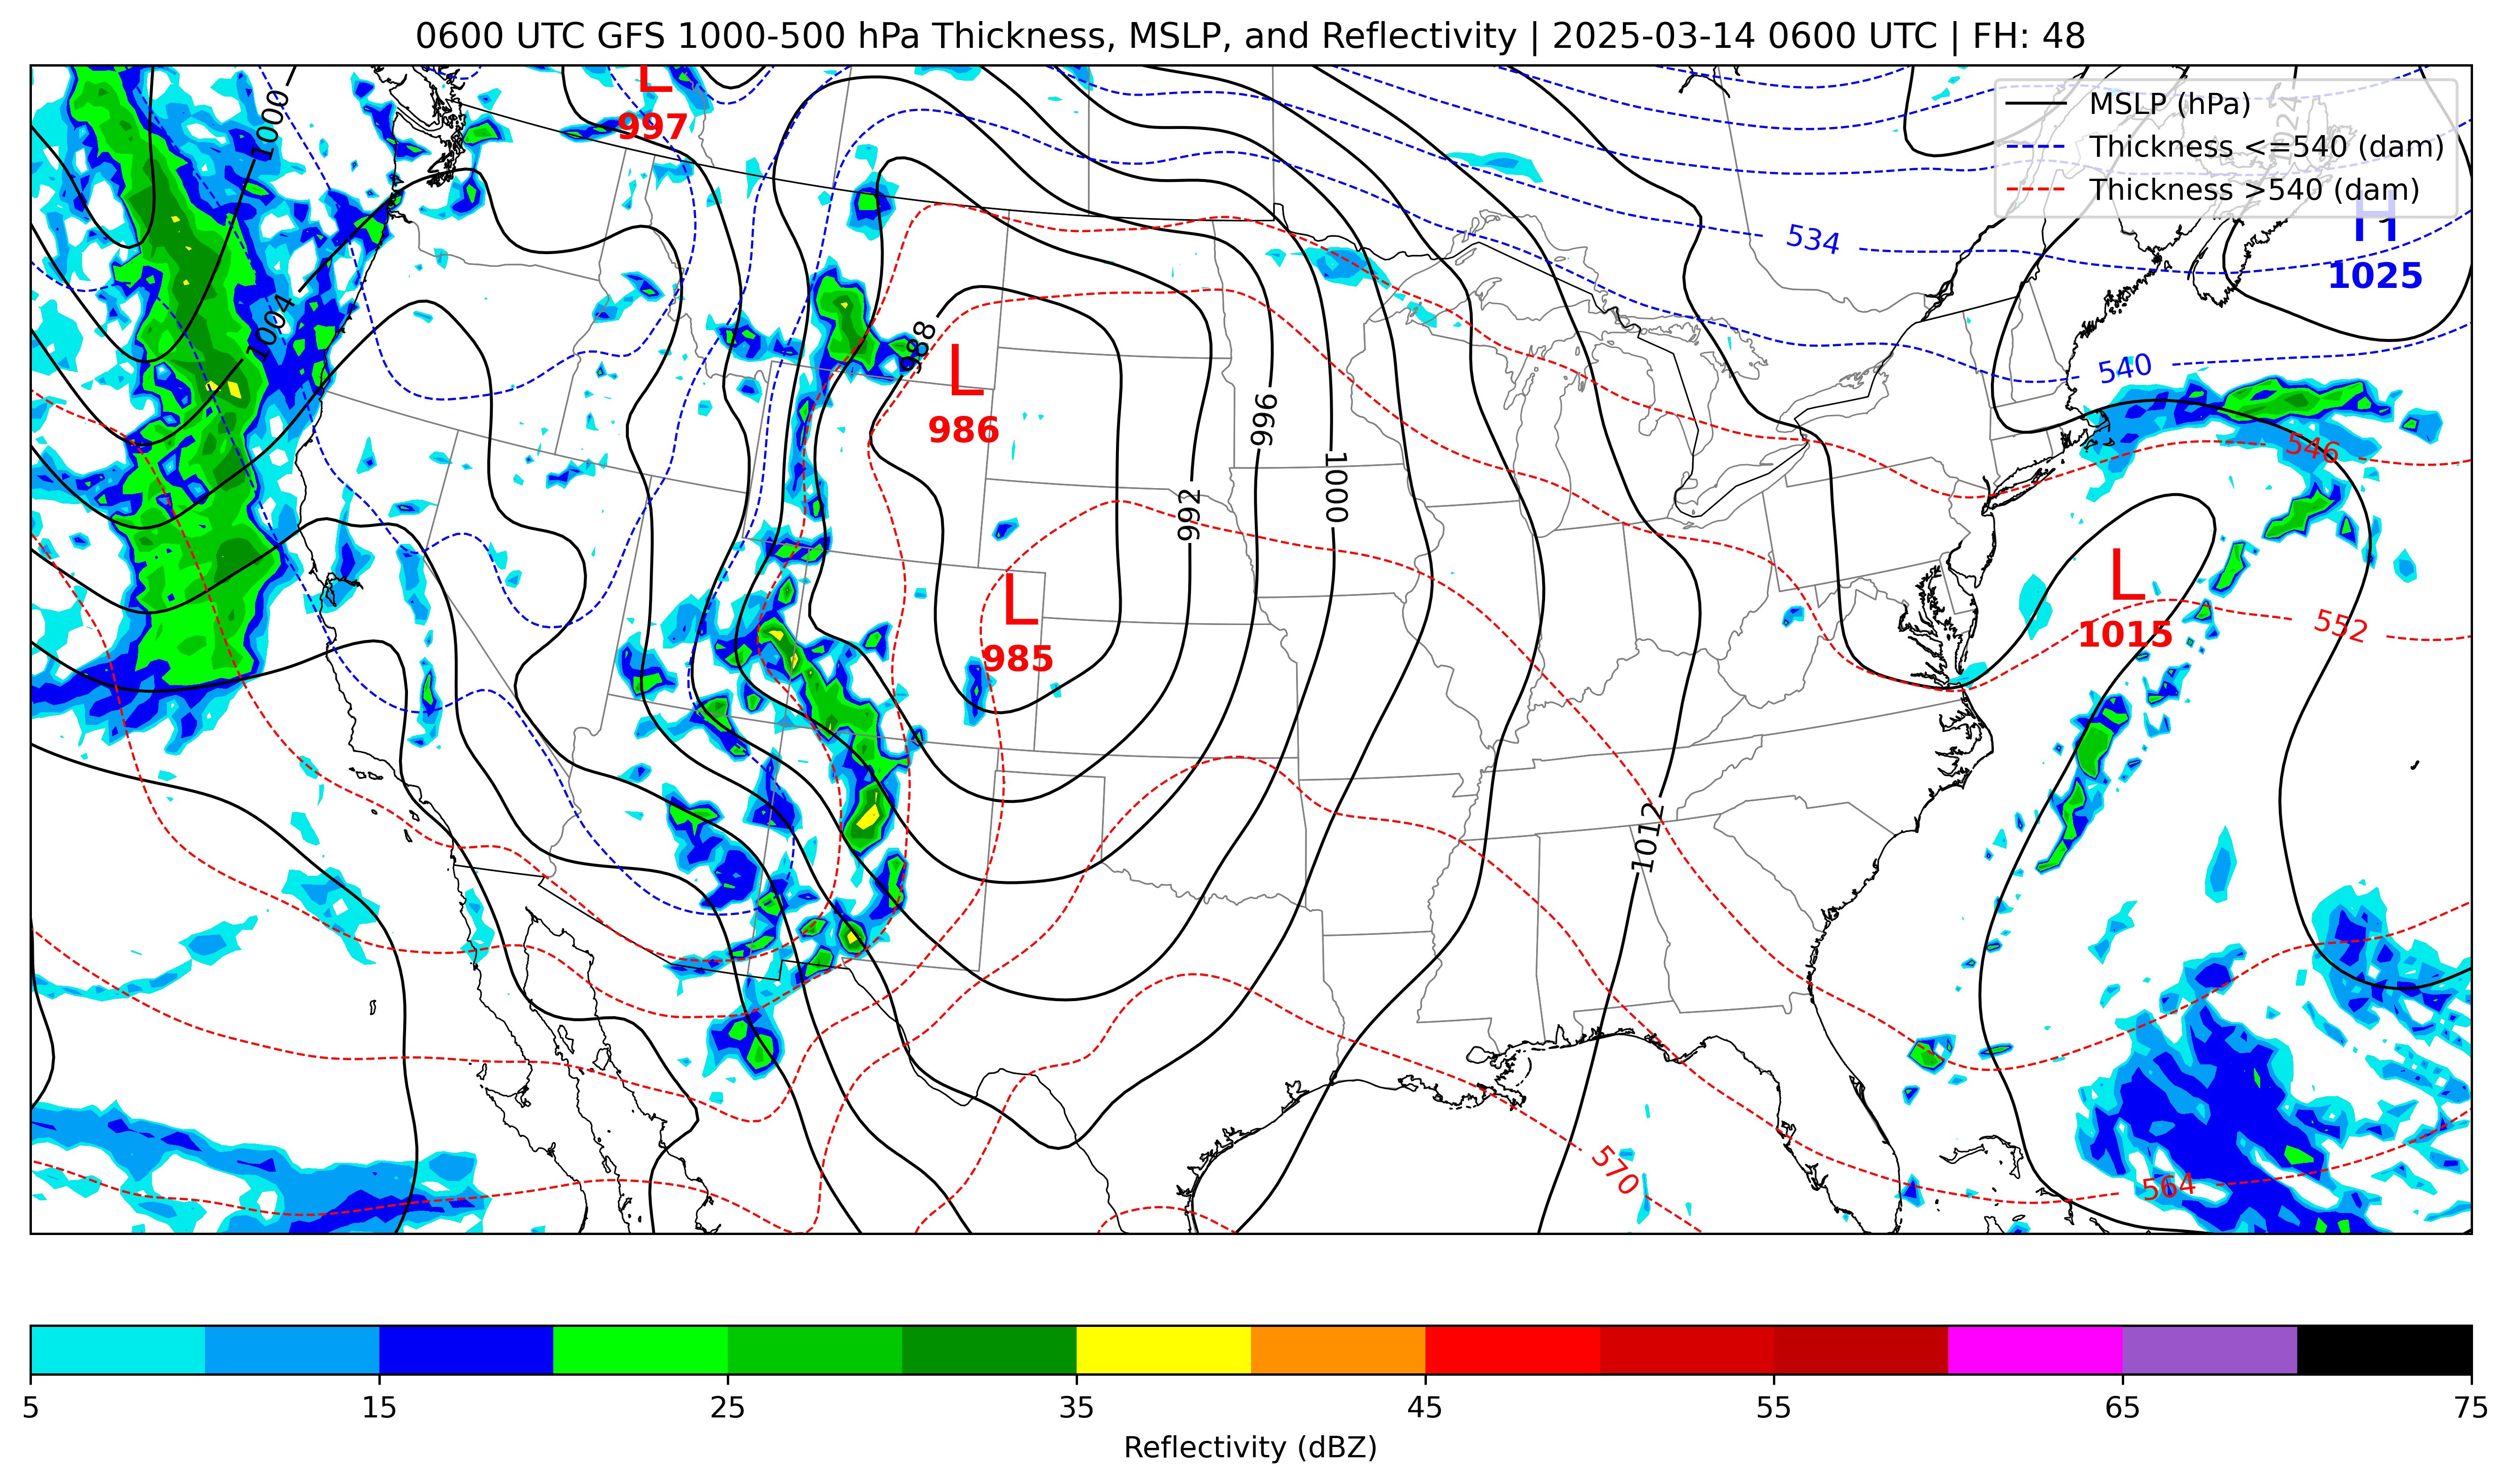 0600 UTC GFS 1000-500 hPa Thickness, MSLP, and Reflectivity | 2025-03-14 0600 UTC | FH: 48
L
997
1000
MSLP (hPa)
Thickness <=540 (dam)
Thickness >540 (dam)
1024
H
1025
534
1004
988
L
986
540
996
546
1000
992
L
985
L
1015
552
1012
570
564
5
15
25
35
45
55
65
75
Reflectivity (dBZ)